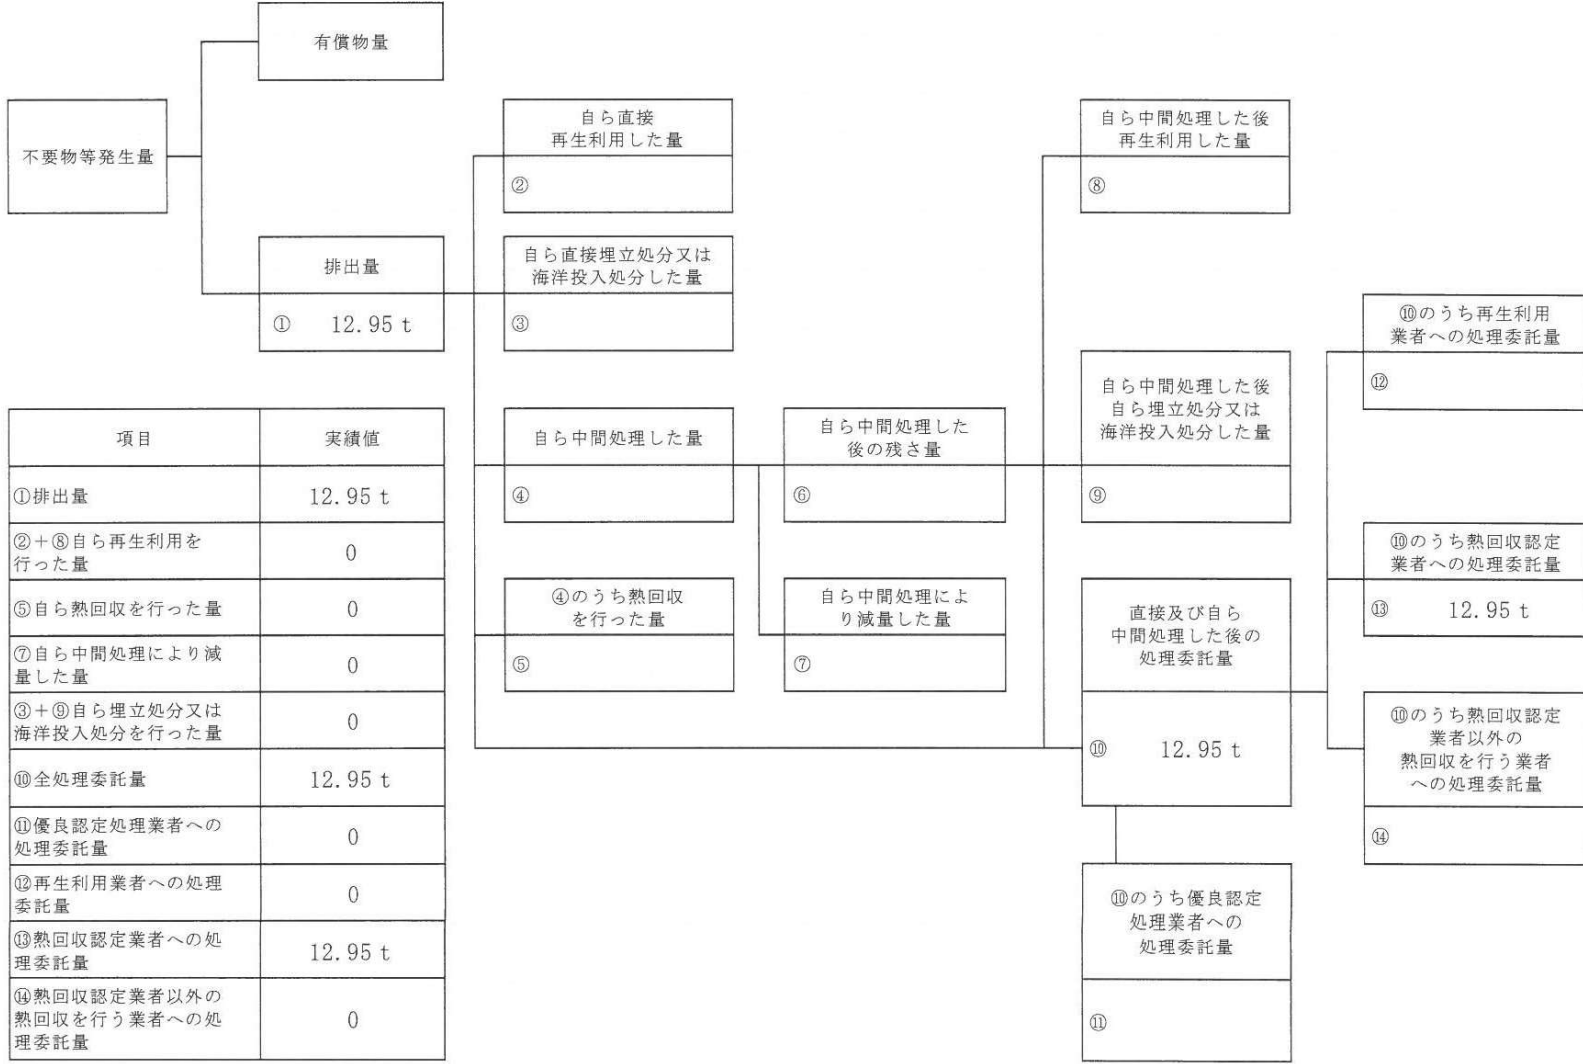 有償物量
不要物等発生量
排出量
① 12.95 t
自ら直接
再生利用した量
②
自ら直接埋立処分又は
海洋投入処分した量
③
自ら中間処理した量
④
④のうち熱回収
を行った量
⑤
自ら中間処理した
後の残さ量
⑥
自ら中間処理によ
り減量した量
⑦
自ら中間処理した後
再生利用した量
⑧
自ら中間処理した後
自ら埋立処分又は
海洋投入処分した量
⑨
直接及び自ら
中間処理した後の
処理委託量
⑩ 12.95 t
⑩のうち優良認定
処理業者への
処理委託量
⑪
⑩のうち再生利用
業者への処理委託量
⑫
⑩のうち熱回収認定
業者への処理委託量
⑬ 12.95 t
⑩のうち熱回収認定
業者以外の
熱回収を行う業者
への処理委託量
⑭
項目 実績値
①排出量 12.95 t
②+⑧自ら再生利用を
行った量 0
⑤自ら熱回収を行った量 0
⑦自ら中間処理により減
量した量 0
③+⑨自ら埋立処分又は
海洋投入処分を行った量 0
⑩全処理委託量 12.95 t
⑪優良認定処理業者への
処理委託量 0
⑫再生利用業者への処理
委託量 0
⑬熱回収認定業者への処
理委託量 12.95 t
⑭熱回収認定業者以外の
熱回収を行う業者への処
理委託量 0